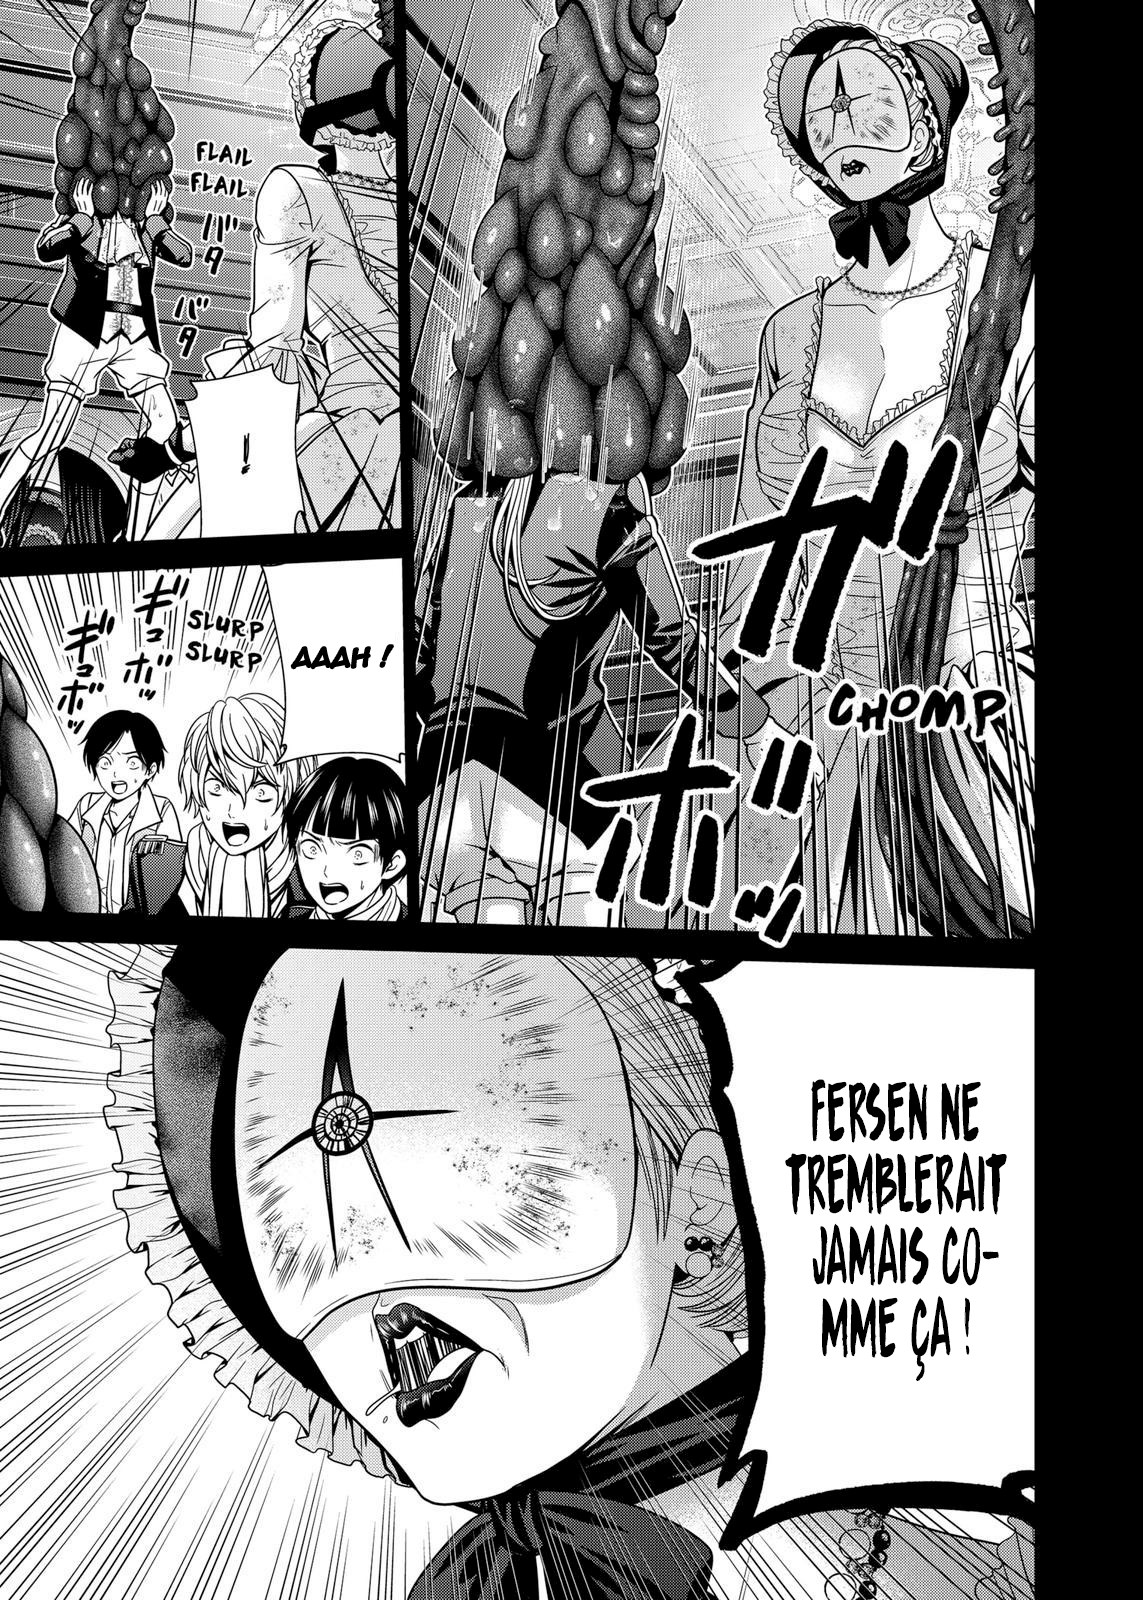 ガ
ボッ
CHOMP
FLAIL
FLAIL
バタ
バタ
!
ギュ
ボッ
ギュ
ボッ
SLURP
SLURP
AAAH !
FERSEN NE
TREMBLERAIT
JAMAIS CO-
MME ÇA !